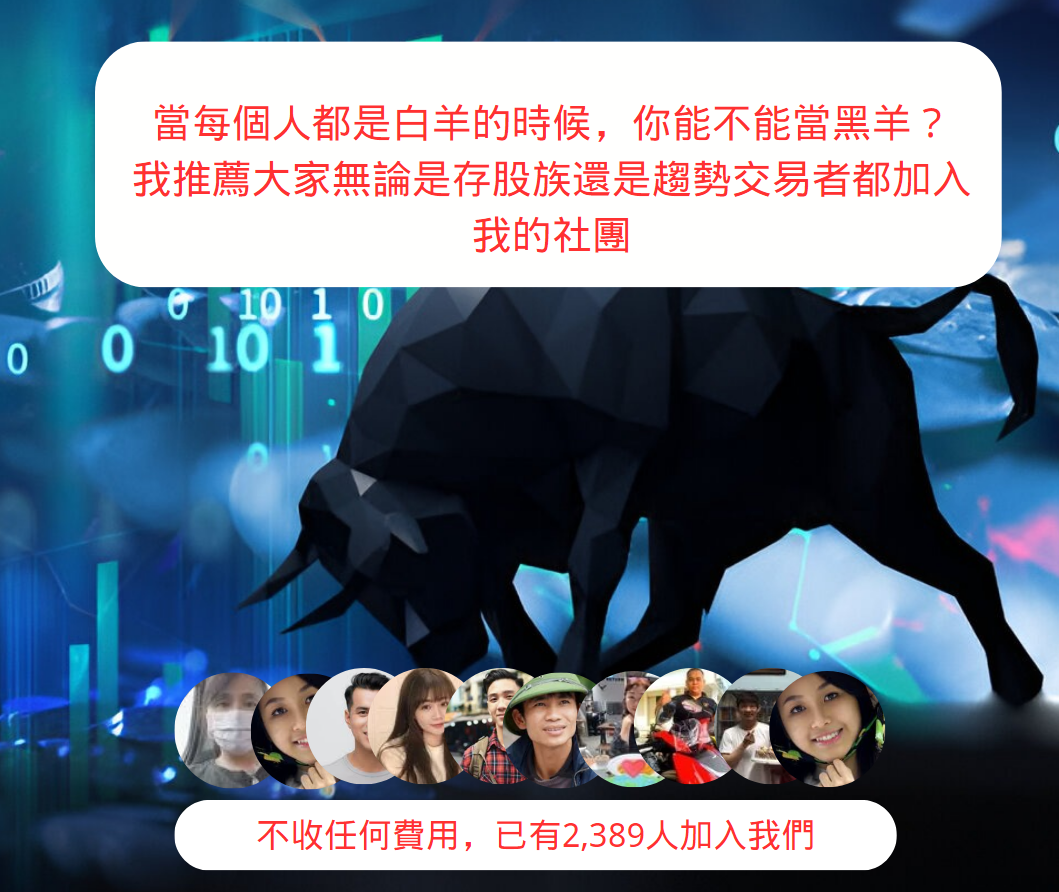 當每個人都是白羊的時候，你能不能當黑羊？
我推薦大家無論是存股族還是趨勢交易者都加入
我的社團
0 10 1 0
0 0 10 1
0 1
不收任何費用，已有2,389人加入我們